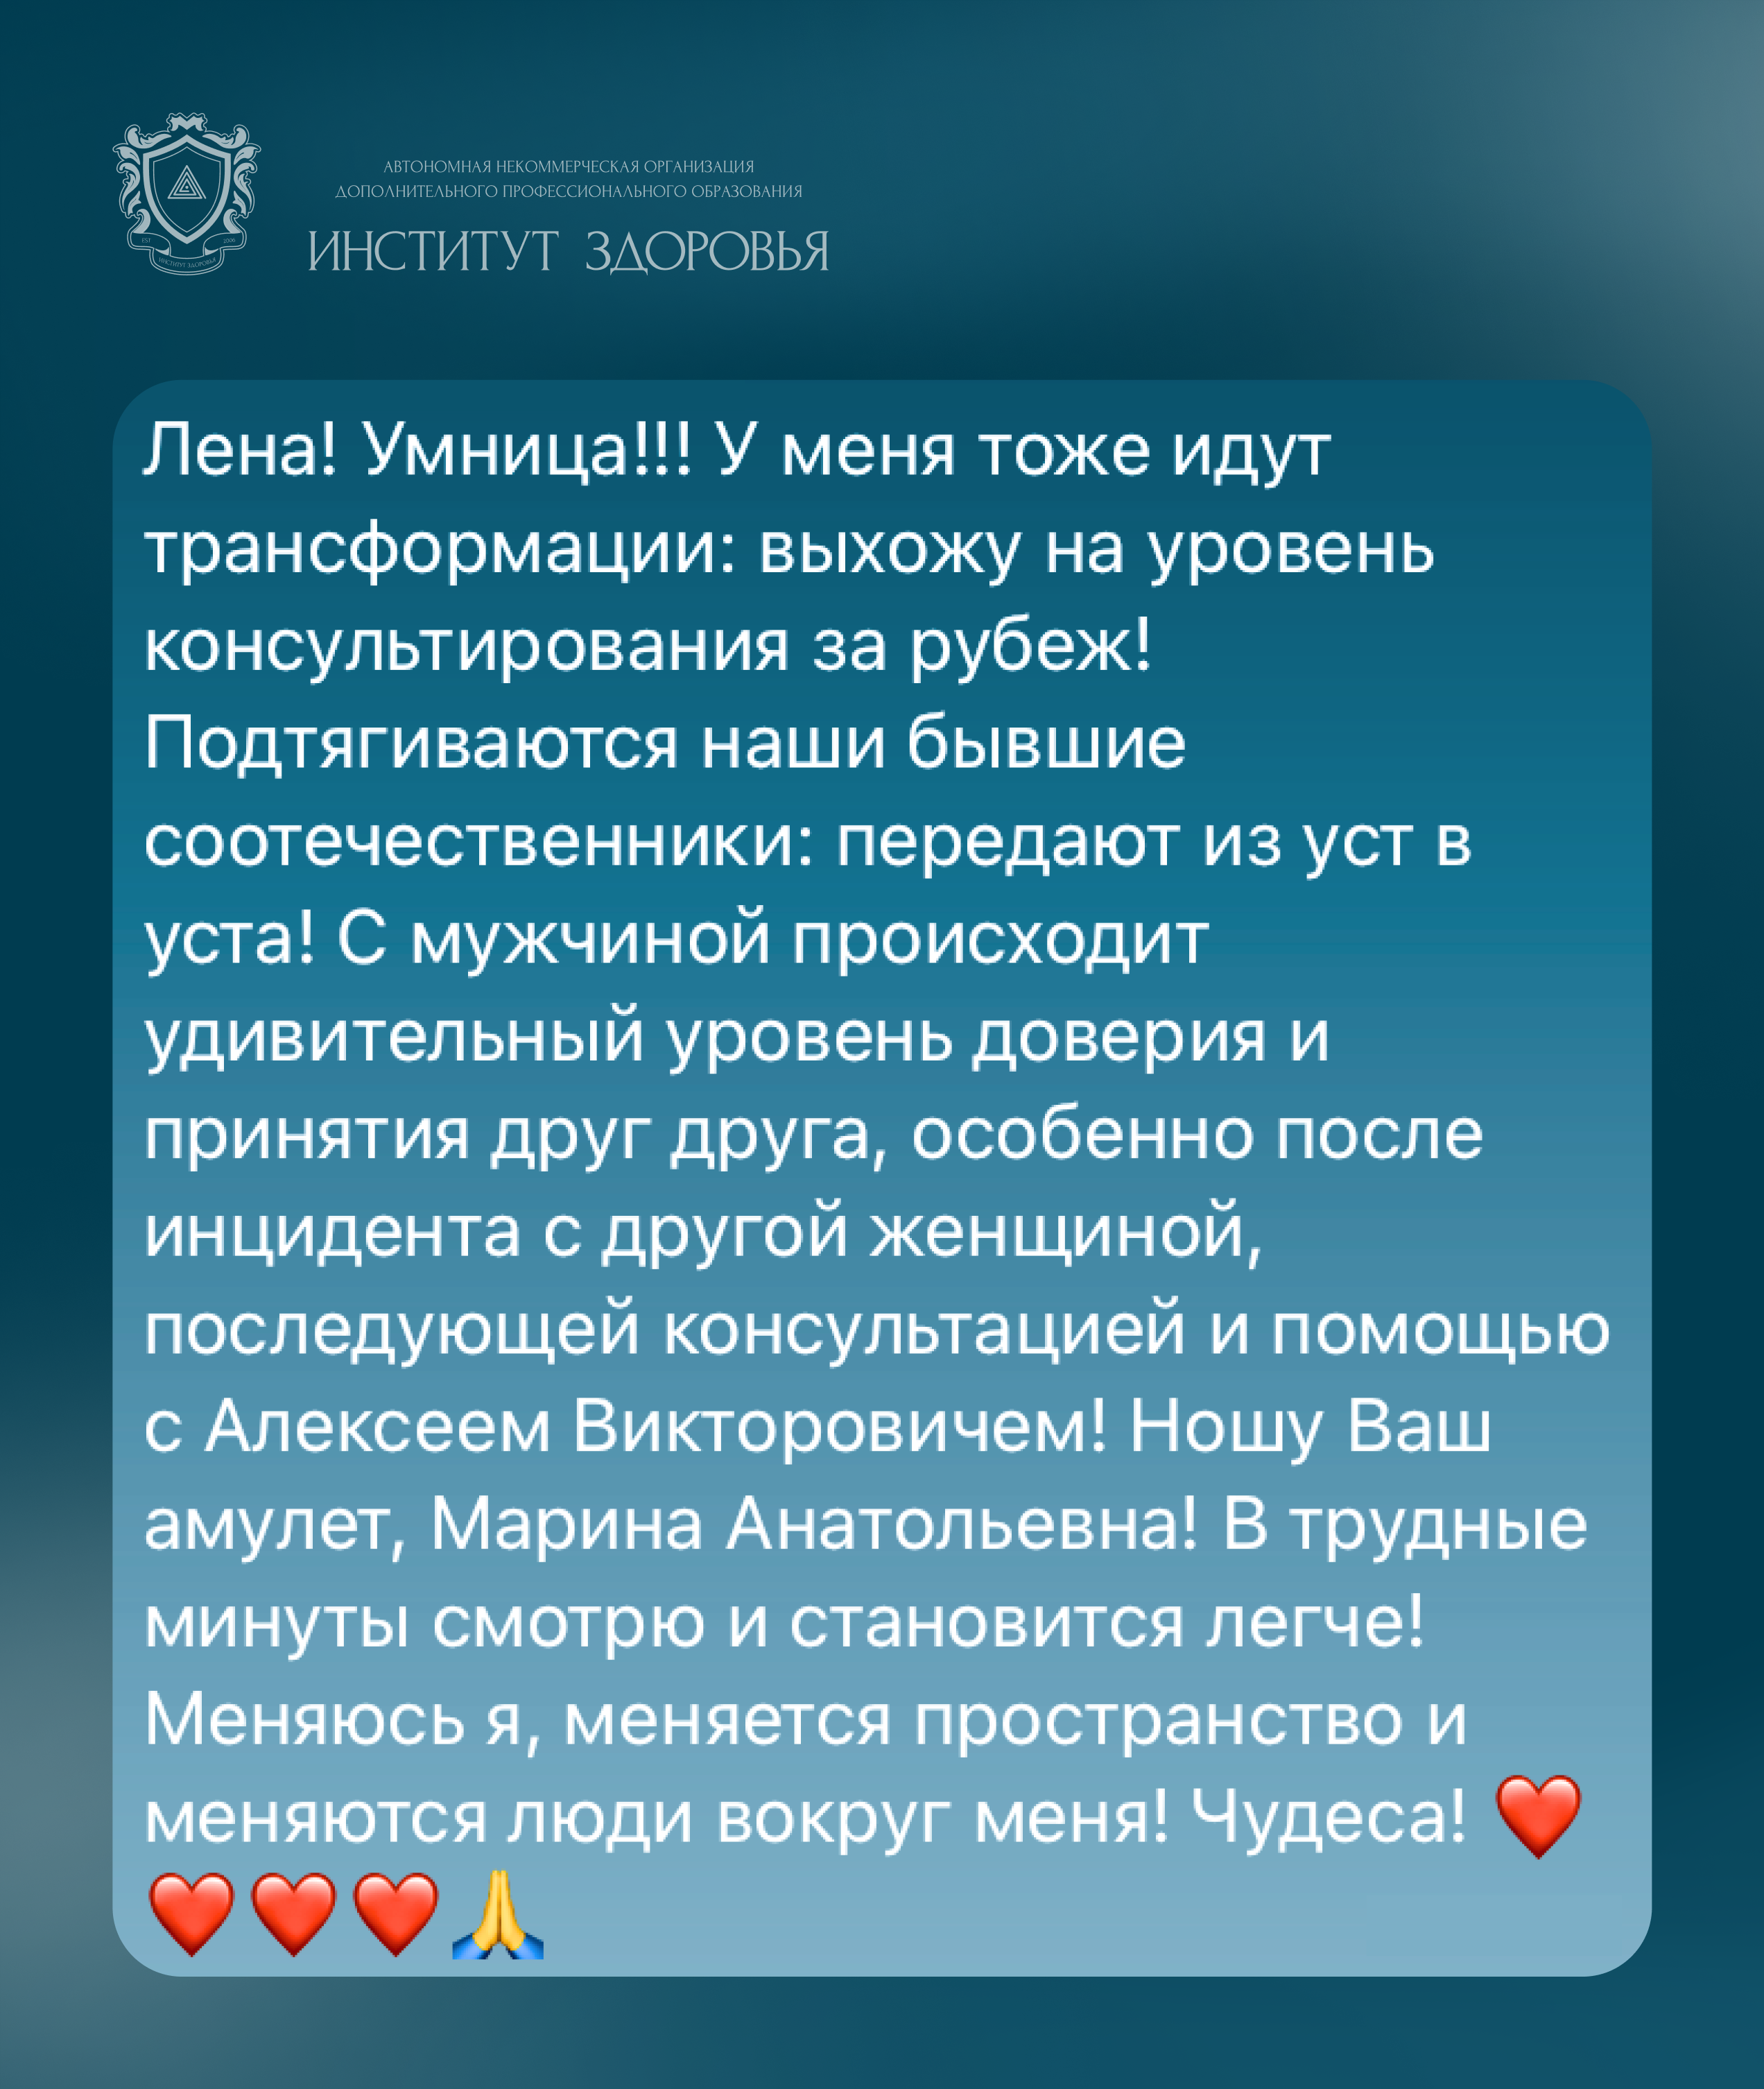 АВТОНОМНАЯ НЕКОММЕРЧЕСКАЯ ОРГАНИЗАЦИЯ
ДОПОЛНИТЕЛЬНОГО ПРОФЕССИОНАЛЬНОГО ОБРАЗОВАНИЯ
ИНСТИТУТ ЗДОРОВЬЯ
EST 2006
ИНСТИТУТ ЗДОРОВЬЯ
Лена! Умница!!! У меня тоже идут
трансформации: выхожу на уровень
консультирования за рубеж!
Подтягиваются наши бывшие
соотечественники: передают из уст в
уста! С мужчиной происходит
удивительный уровень доверия и
принятия друг друга, особенно после
инцидента с другой женщиной,
последующей консультацией и помощью
с Алексеем Викторовичем! Ношу Ваш
амулет, Марина Анатольевна! В трудные
минуты смотрю и становится легче!
Меняюсь я, меняется пространство и
меняются люди вокруг меня! Чудеса! ❤️
❤️❤️❤️🙏